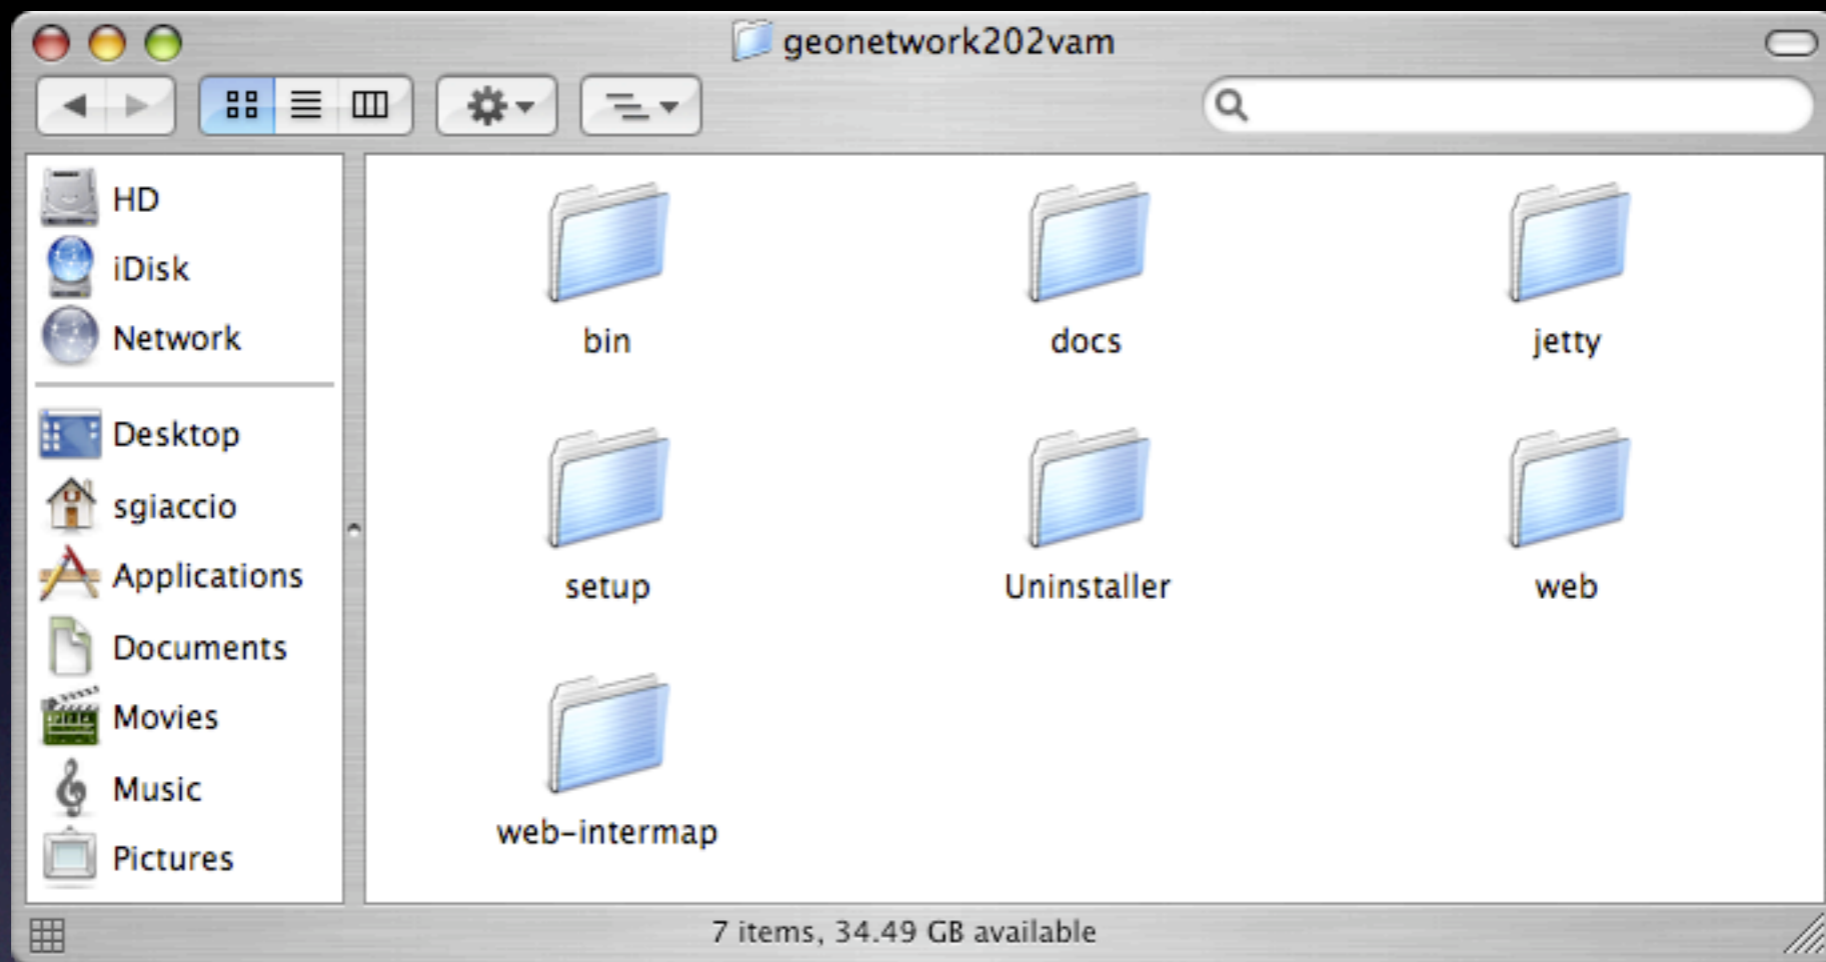 geonetwork202vam
HD
iDisk
Network
Desktop
sgiaccio
Applications
Documents
Movies
Music
Pictures
bin
docs
jetty
setup
Uninstaller
web
web-intermap
7 items, 34.49 GB available